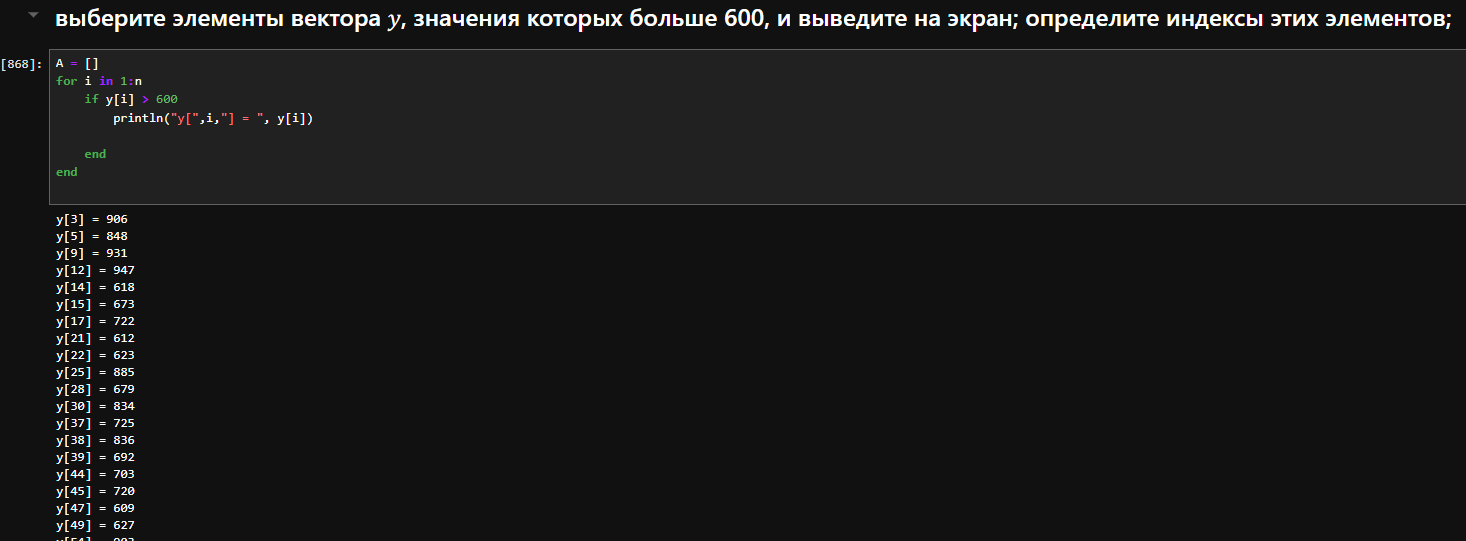 выберите элементы вектора y, значения которых больше 600, и выведите на экран; определите индексы этих элементов;
[868]:
A = []
for i in 1:n
    if y[i] > 600
        println("y[",i,"] = ", y[i])
    end
end
y[3] = 906
y[5] = 848
y[9] = 931
y[12] = 947
y[14] = 618
y[15] = 673
y[17] = 722
y[21] = 612
y[22] = 623
y[25] = 885
y[28] = 679
y[30] = 834
y[37] = 725
y[38] = 836
y[39] = 692
y[44] = 703
y[45] = 720
y[47] = 609
y[49] = 627